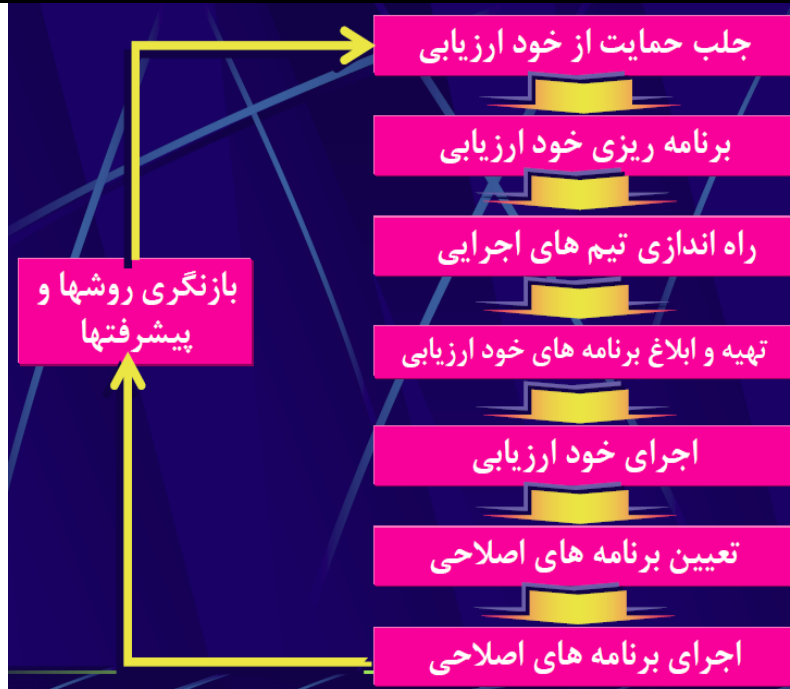 جلب حمایت از خود ارزیابی
برنامه ریزی خود ارزیابی
راه اندازی تیم های اجرایی
تهیه و ابلاغ برنامه های خود ارزیابی
اجرای خود ارزیابی
تعیین برنامه های اصلاحی
اجرای برنامه های اصلاحی
بازنگری روشها و
پیشرفتها